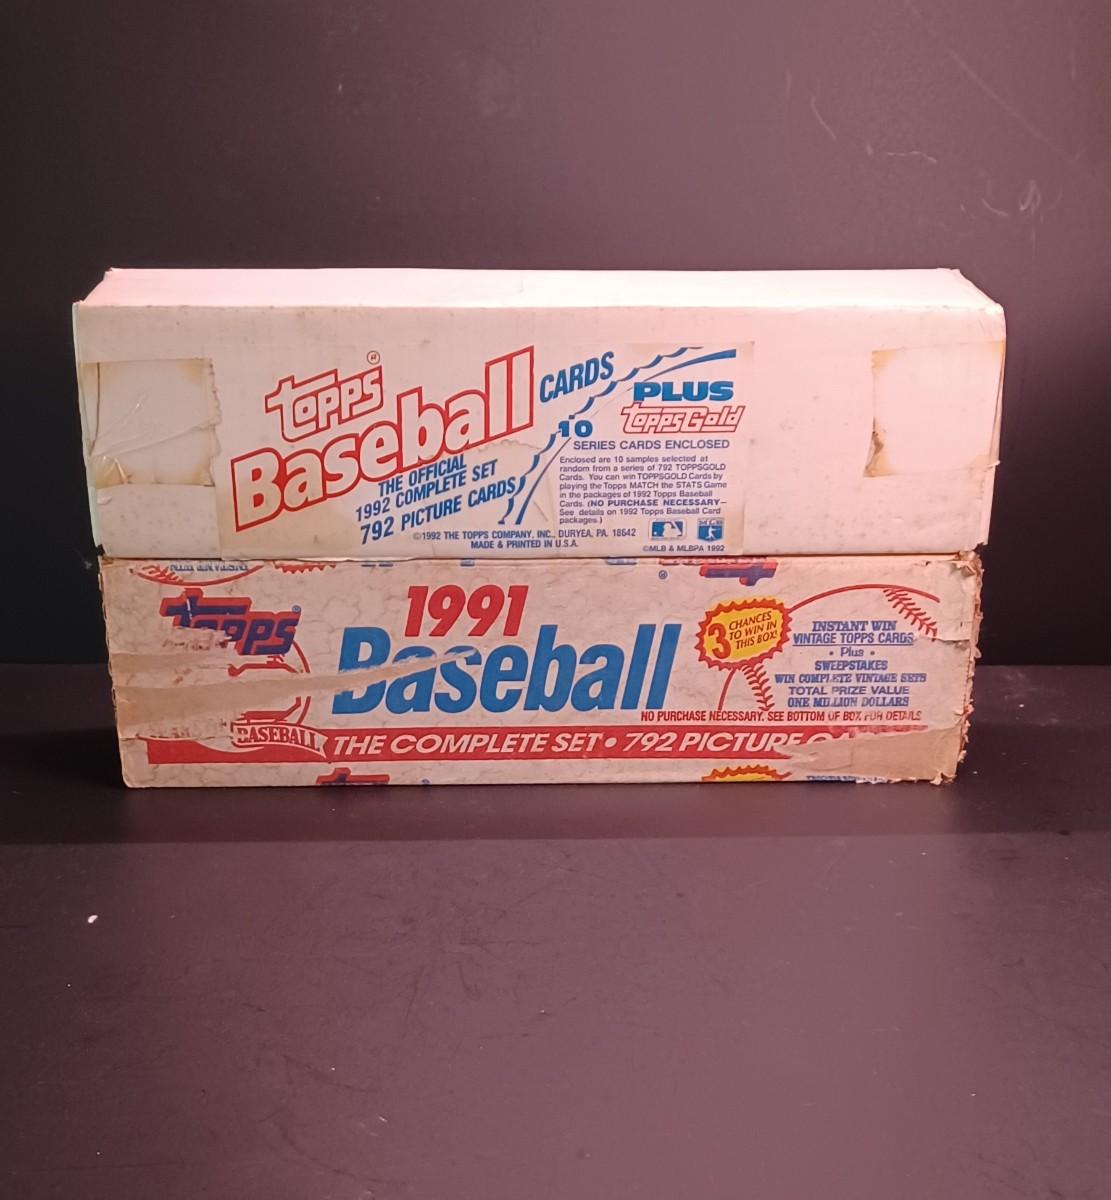 Topps®
Baseball CARDS
THE OFFICIAL
1992 COMPLETE SET
792 PICTURE CARDS
PLUS
10 ToppsGold
SERIES CARDS ENCLOSED
Enclosed are 10 samples selected at
random from a series of 792 TOPPSGOLD
Cards. You can win TOPPSGOLD Cards by
playing the Topps MATCH the STATS Game
in the packages of 1992 Topps Baseball
Cards. (NO PURCHASE NECESSARY—
See details on 1992 Topps Baseball Card
packages.)
©1992 THE TOPPS COMPANY, INC., DURYEA, PA. 18642
MADE & PRINTED IN U.S.A.
©MLB & MLBPA 1992
Topps®
1991
Baseball
3 CHANCES
TO WIN IN
THIS BOX!
INSTANT WIN
VINTAGE TOPPS CARDS
• Plus •
SWEEPSTAKES
WIN COMPLETE VINTAGE SETS
TOTAL PRIZE VALUE
ONE MILLION DOLLARS
NO PURCHASE NECESSARY. SEE BOTTOM OF BOX FOR DETAILS
BASEBALL
THE COMPLETE SET • 792 PICTURE